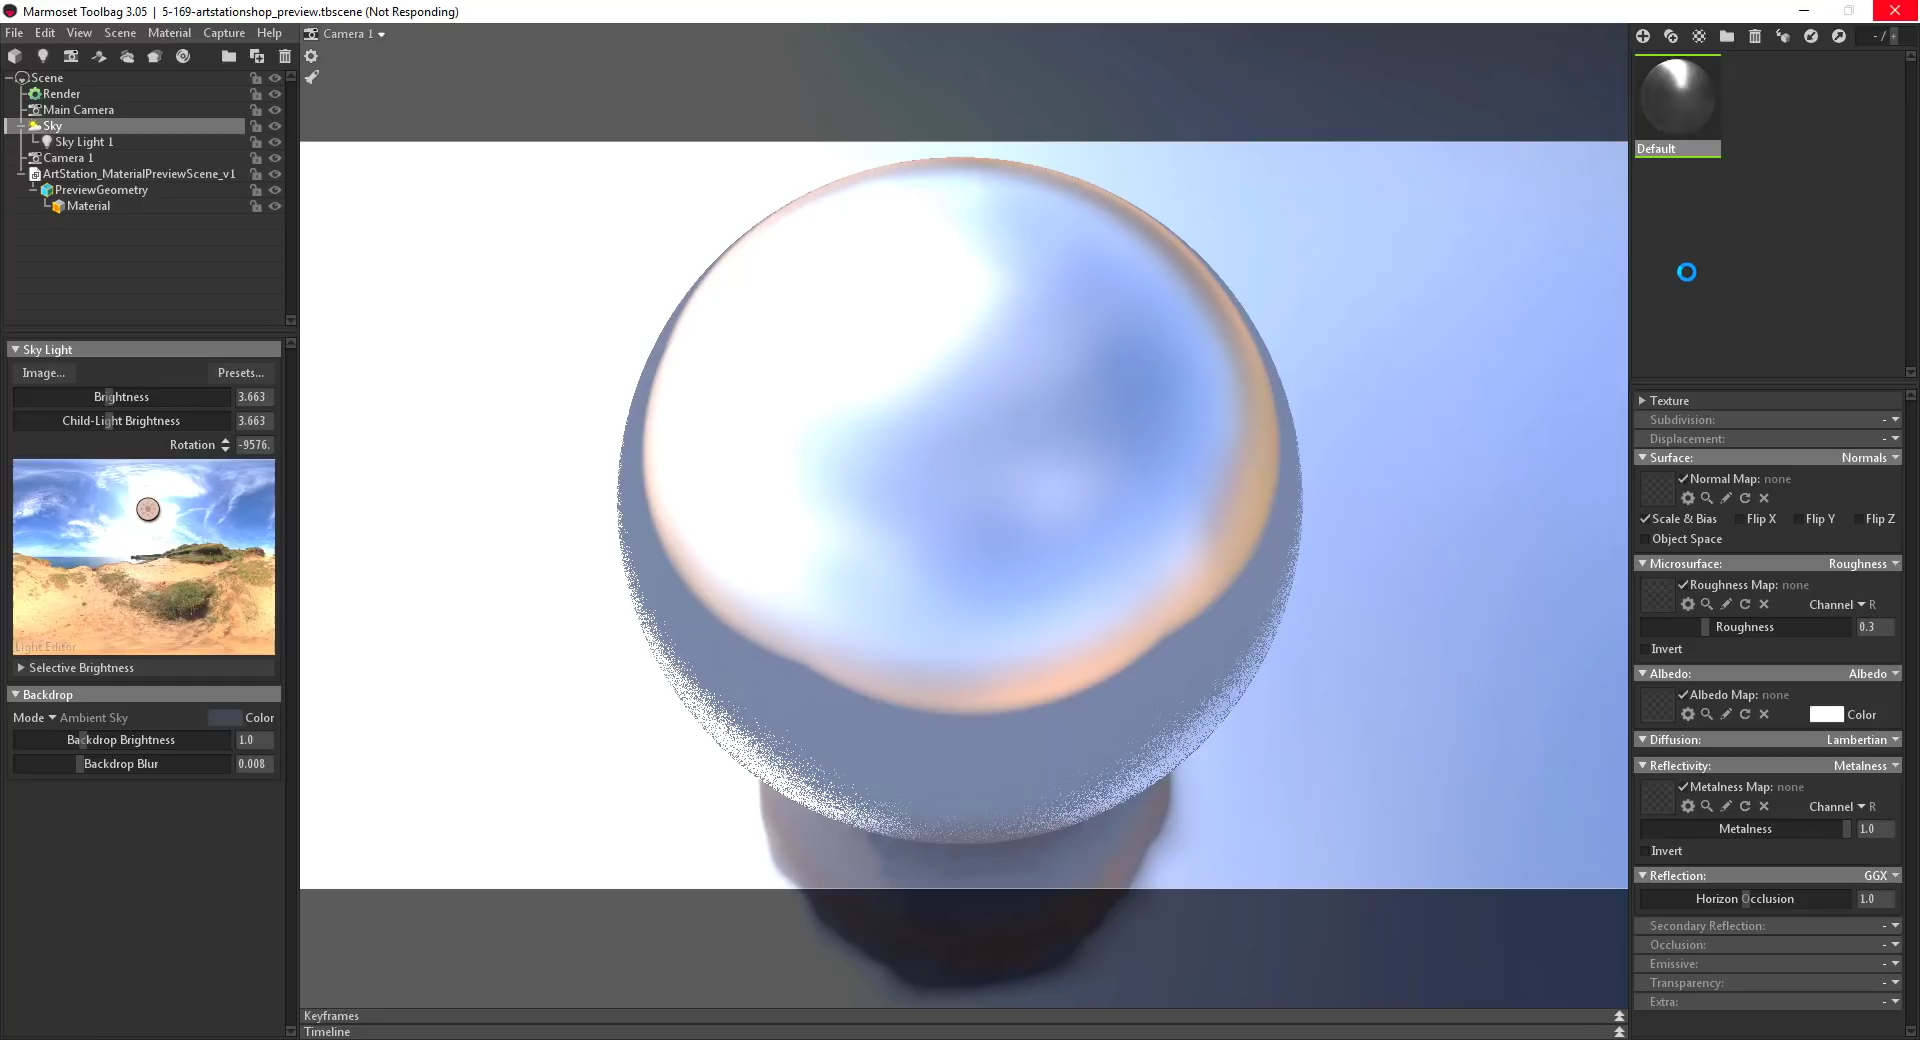 Marmoset Toolbag 3.05 | 5-169-artstationshop_preview.tbscene (Not Responding)
File Edit View Scene Material Capture Help
Camera 1
Scene
Render
Main Camera
Sky
Sky Light 1
Camera 1
ArtStation_MaterialPreviewScene_v1
PreviewGeometry
Material
Sky Light
Image... Presets...
Brightness 3.663
Child-Light Brightness 3.663
Rotation -9576.
Light Editor
Selective Brightness
Backdrop
Mode Ambient Sky Color
Backdrop Brightness 1.0
Backdrop Blur 0.008
Keyframes
Timeline
- /
Default
Texture
Subdivision: -
Displacement: -
Surface: Normals
Normal Map: none
Scale & Bias Flip X Flip Y Flip Z
Object Space
Microsurface: Roughness
Roughness Map: none
Channel R
Roughness 0.3
Invert
Albedo: Albedo
Albedo Map: none
Color
Diffusion: Lambertian
Reflectivity: Metalness
Metalness Map: none
Channel R
Metalness 1.0
Invert
Reflection: GGX
Horizon Occlusion 1.0
Secondary Reflection: -
Occlusion: -
Emissive: -
Transparency: -
Extra: -